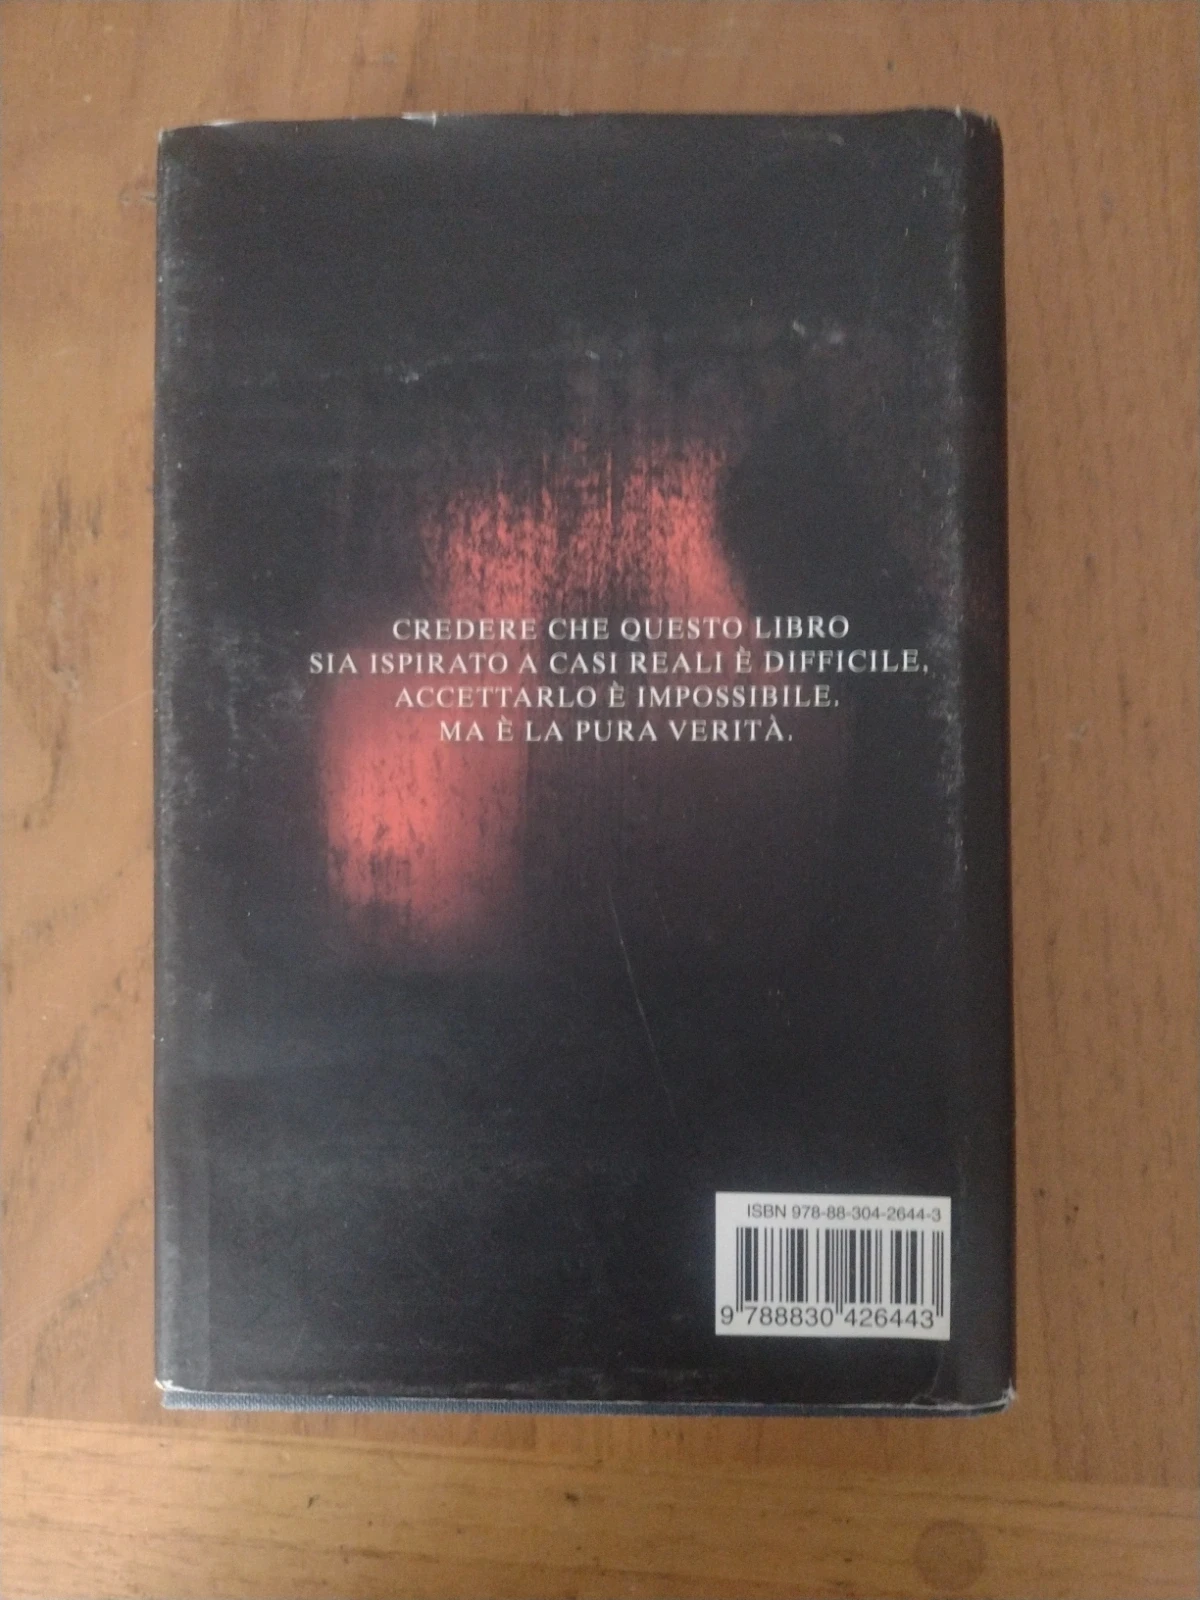 CREDERE CHE QUESTO LIBRO
SIA ISPIRATO A CASI REALI È DIFFICILE,
ACCETTARLO È IMPOSSIBILE.
MA È LA PURA VERITÀ.
ISBN 978-88-304-2644-3
9 788830 426443